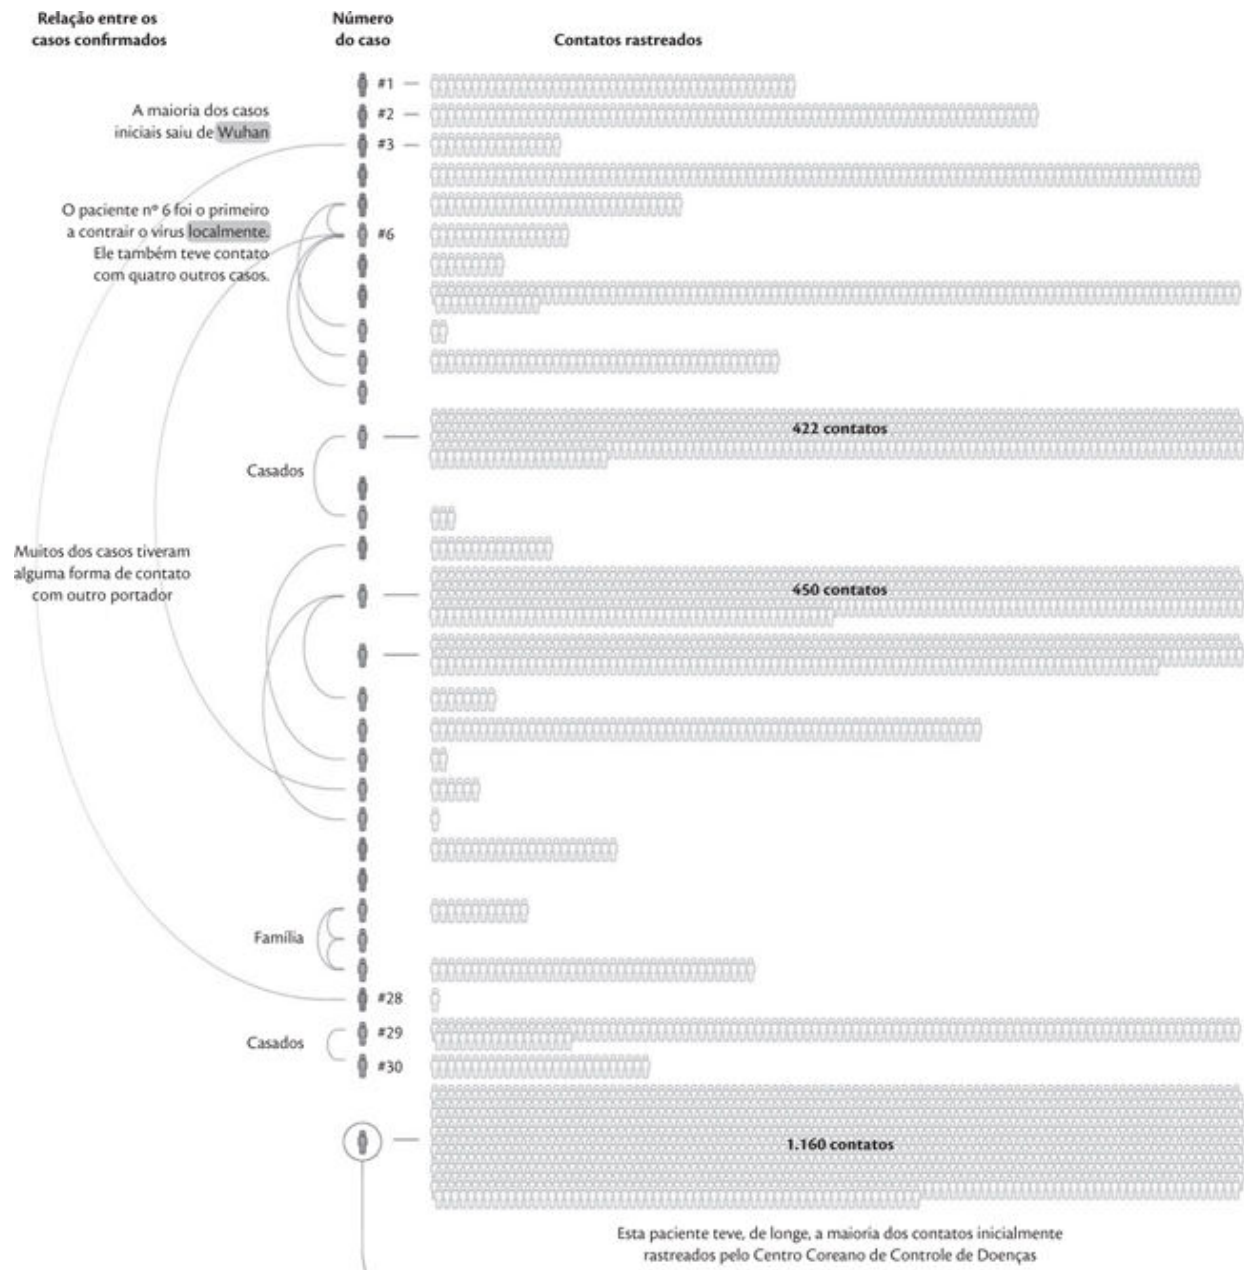 Relação entre os
casos confirmados
Número
do caso
Contatos rastreados
#1
A maioria dos casos
iniciais saiu de Wuhan
#2
#3
O paciente nº 6 foi o primeiro
a contrair o vírus localmente.
Ele também teve contato
com quatro outros casos.
#6
422 contatos
Casados
Muitos dos casos tiveram
alguma forma de contato
com outro portador
450 contatos
Família
#28
#29
Casados
#30
1.160 contatos
Esta paciente teve, de longe, a maioria dos contatos inicialmente
rastreados pelo Centro Coreano de Controle de Doenças